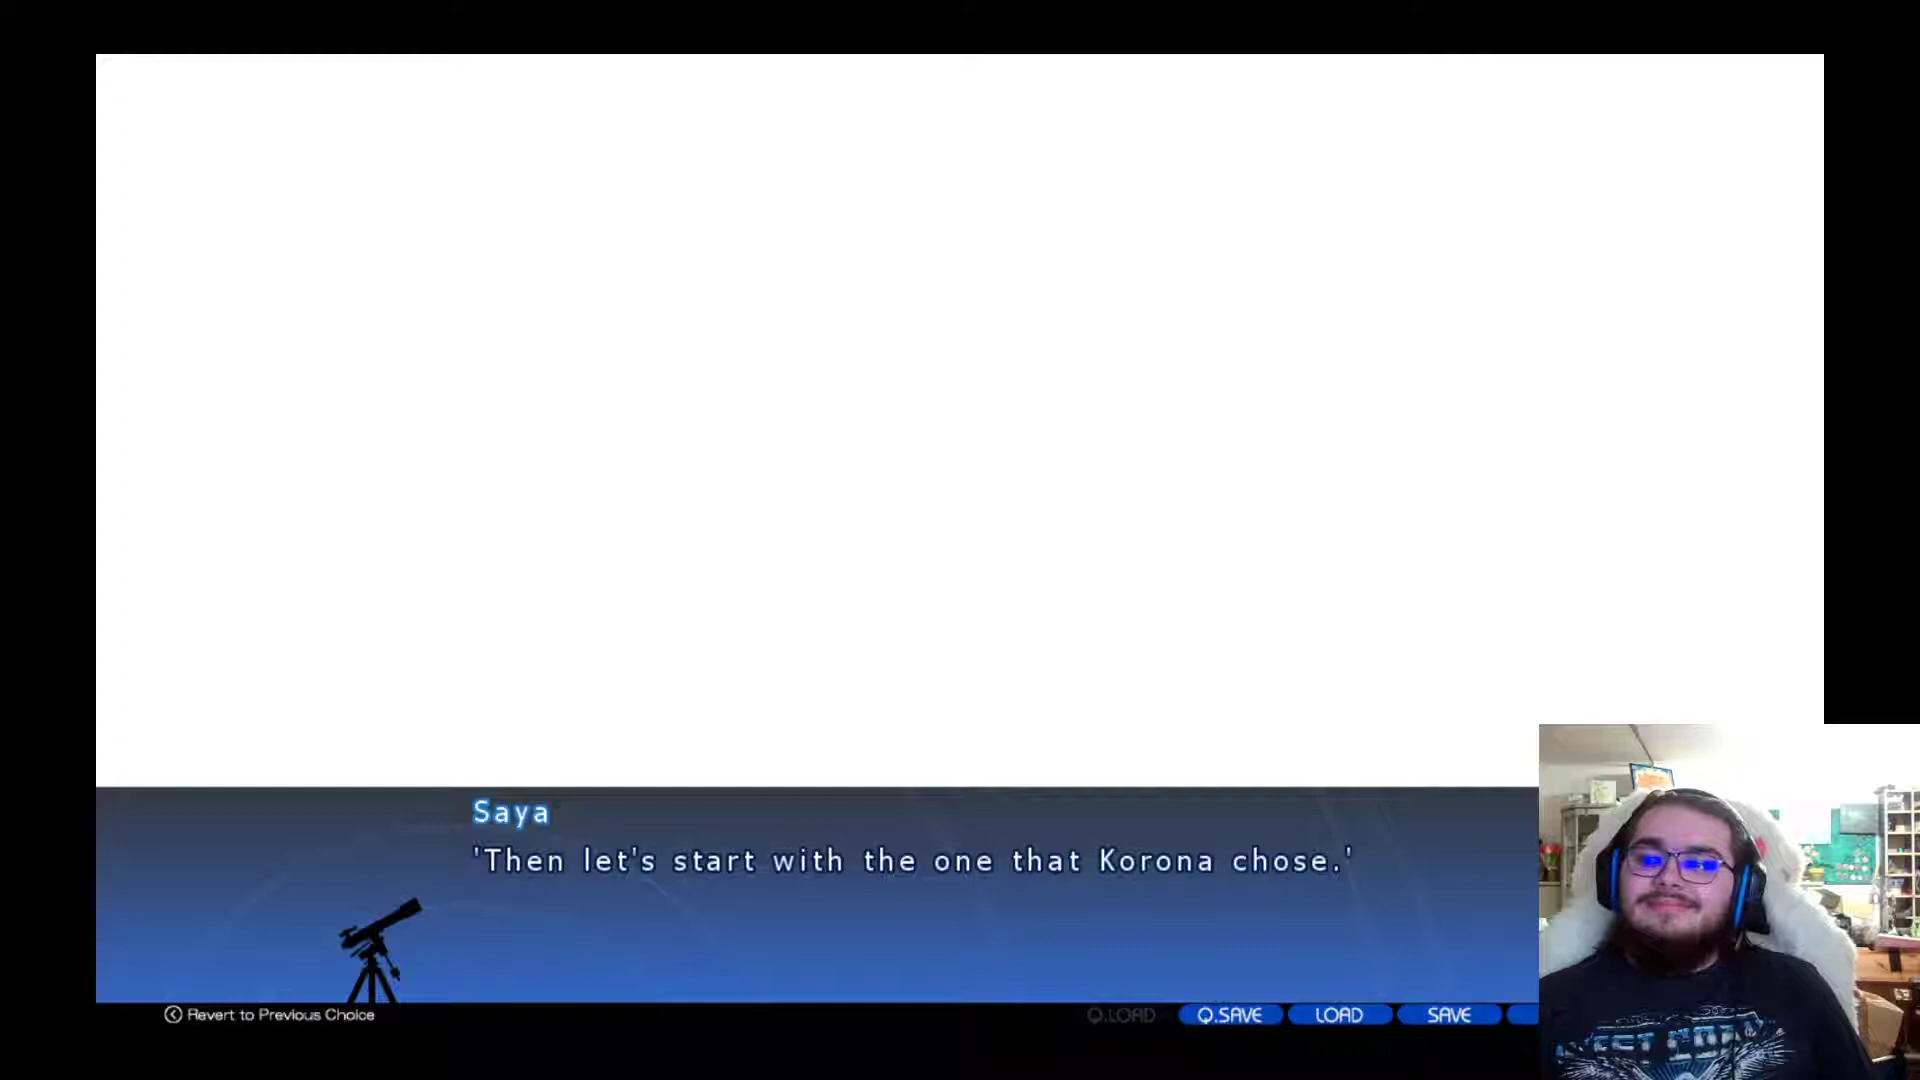 Saya
'Then let's start with the one that Korona chose.'
Revert to Previous Choice
Q.LOAD
Q.SAVE
LOAD
SAVE